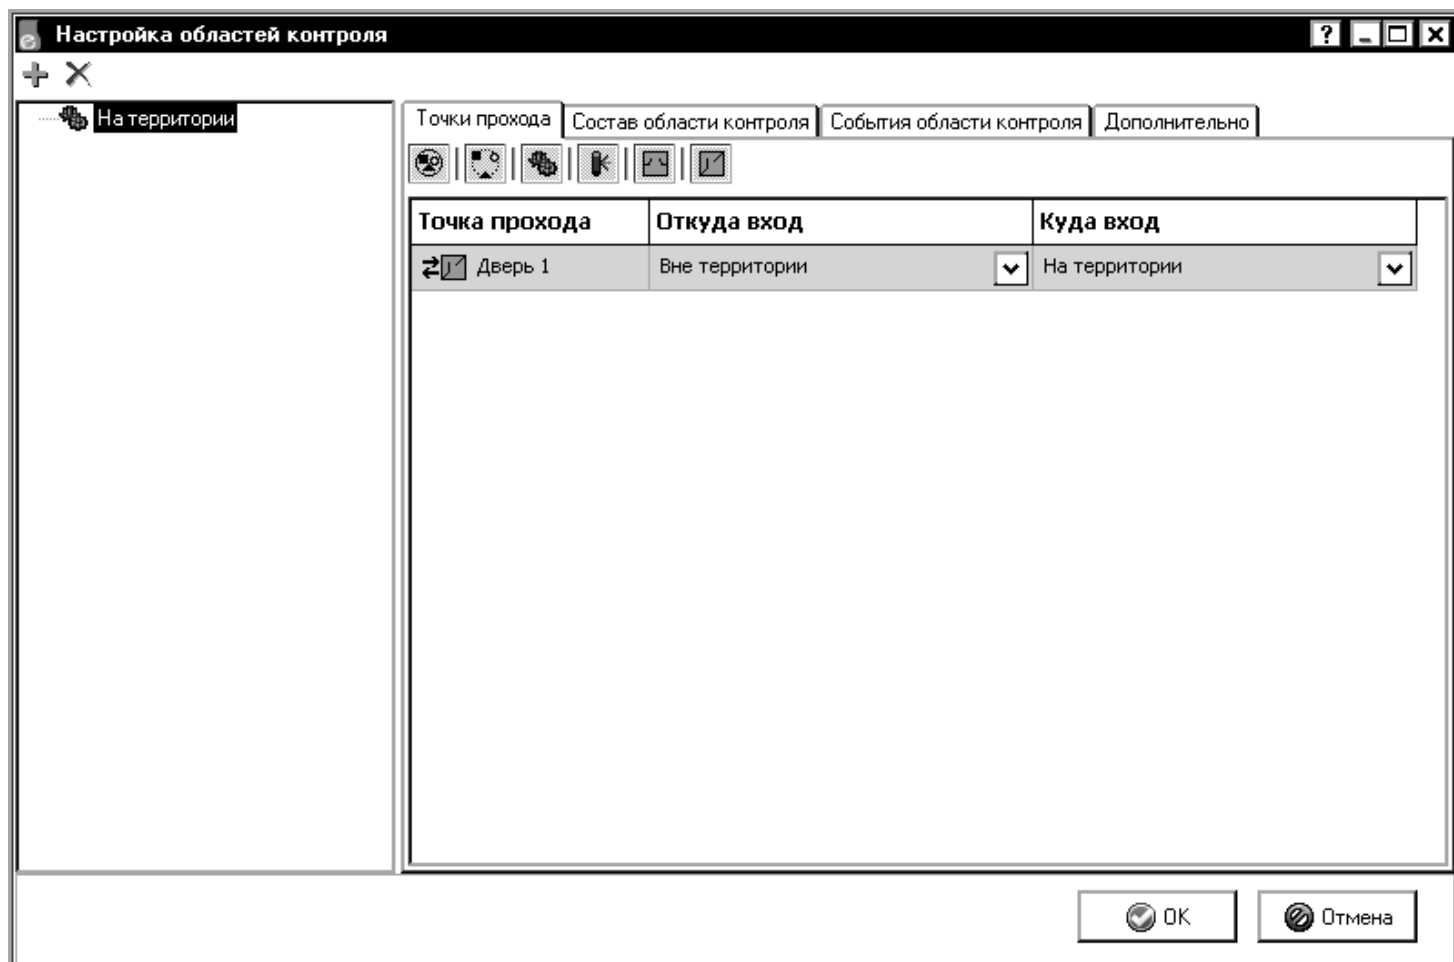 Настройка областей контроля
На территории
Точки прохода Состав области контроля События области контроля Дополнительно
Точка прохода Откуда вход Куда вход
Дверь 1 Вне территории На территории
OK Отмена